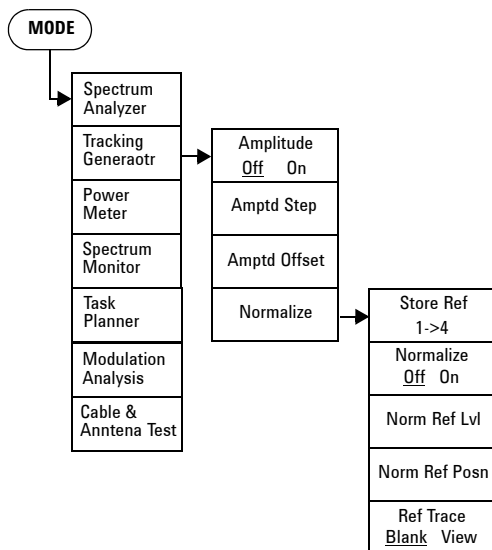 MODE
Spectrum
Analyzer
Tracking
Generaotr
Power
Meter
Spectrum
Monitor
Task
Planner
Modulation
Analysis
Cable &
Anntena Test
Amplitude
Off On
Amptd Step
Amptd Offset
Normalize
Store Ref
1->4
Normalize
Off On
Norm Ref Lvl
Norm Ref Posn
Ref Trace
Blank View